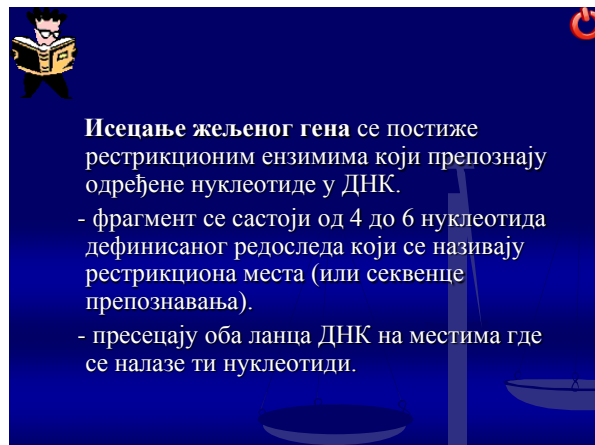 Исецање жељеног гена се постиже
рестрикционим ензимима који препознају
одређене нуклеотиде у ДНК.
- фрагмент се састоји од 4 до 6 нуклеотида
дефинисаног редоследа који се називају
рестрикциона места (или секвенце
препознавања).
- пресецају оба ланца ДНК на местима где
се налазе ти нуклеотиди.